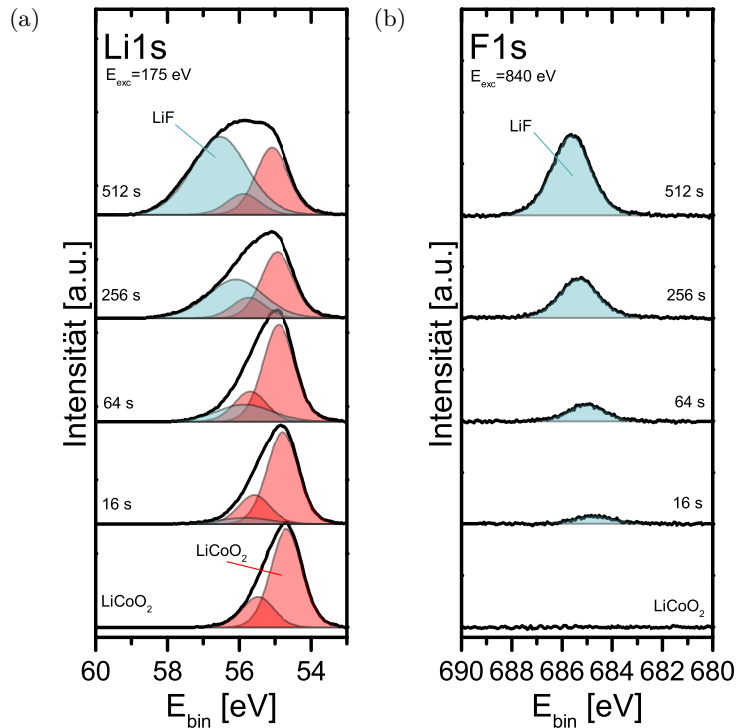 (a)
Li1s
E_exc=175 eV
LiF
512 s
256 s
64 s
16 s
LiCoO₂
LiCoO₂
Intensität [a.u.]
60 58 56 54
E_bin [eV]
(b)
F1s
E_exc=840 eV
LiF
512 s
256 s
64 s
16 s
LiCoO₂
Intensität [a.u.]
690 688 686 684 682 680
E_bin [eV]